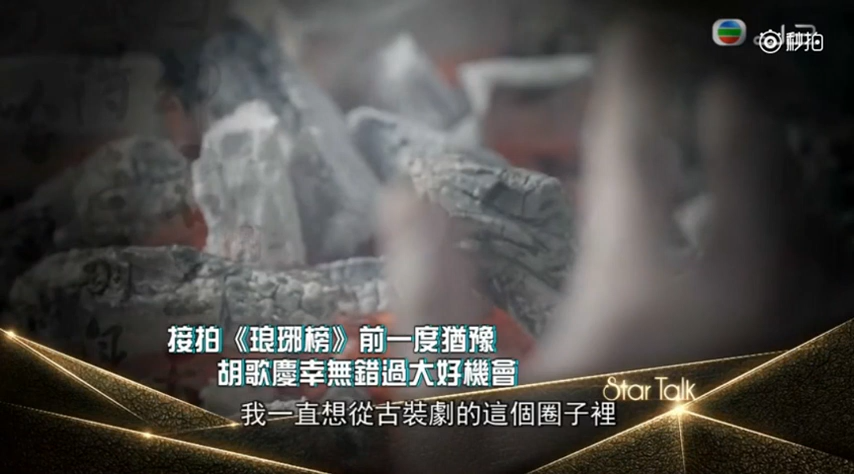 秒拍
接拍《琅琊榜》前一度猶豫
胡歌慶幸無錯過大好機會
Star Talk
我一直想從古裝劇的這個圈子裡